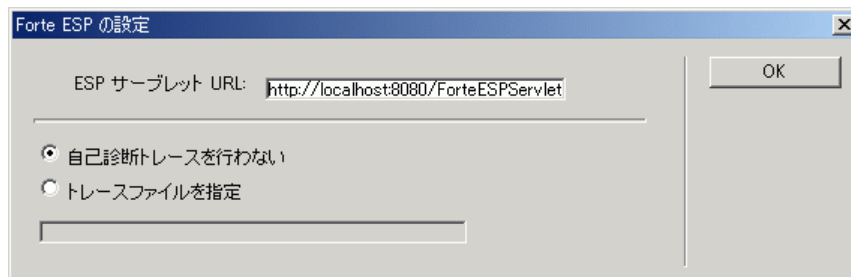 Forte ESP の設定
ESP サーブレット URL: http://localhost:8080/ForteESPServlet
OK
自己診断トレースを行わない
トレースファイルを指定